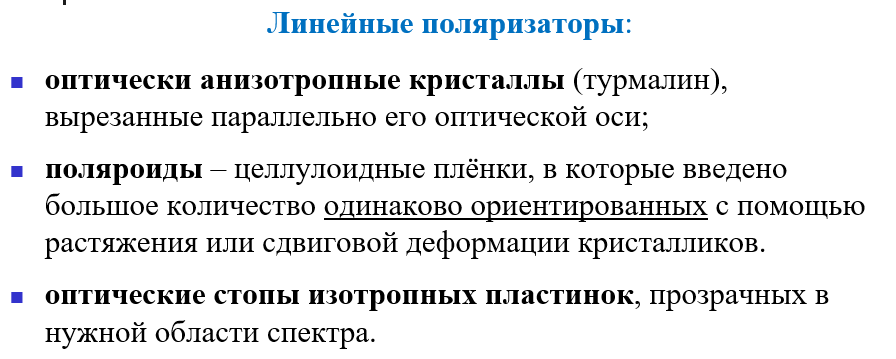 Линейные поляризаторы:
▪ оптически анизотропные кристаллы (турмалин),
вырезанные параллельно его оптической оси;
▪ поляроиды – целлулоидные плёнки, в которые введено
большое количество одинаково ориентированных с помощью
растяжения или сдвиговой деформации кристалликов.
▪ оптические стопы изотропных пластинок, прозрачных в
нужной области спектра.